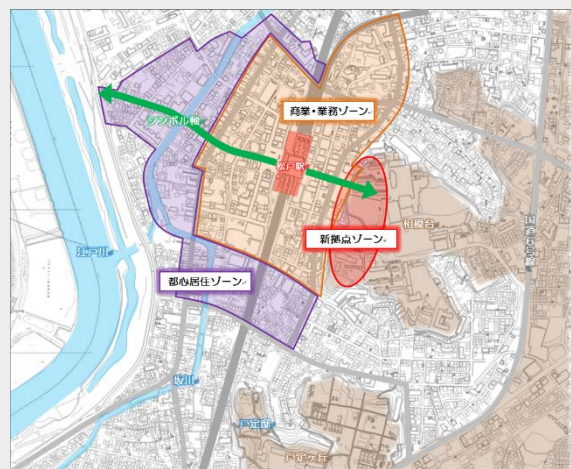 商業・業務ゾーン
シンボル軸
松戸駅
相模台
国道6号
新拠点ゾーン
江戸川
都心居住ゾーン
坂川
戸定邸
戸定ヶ丘